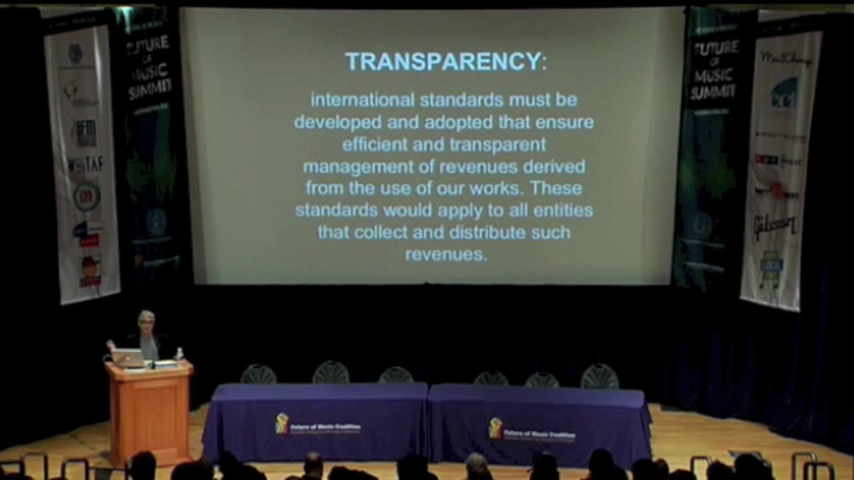 TRANSPARENCY:
international standards must be
developed and adopted that ensure
efficient and transparent
management of revenues derived
from the use of our works. These
standards would apply to all entities
that collect and distribute such
revenues.
FUTURE
OF
MUSIC
SUMMIT
FUTURE
OF
MUSIC
SUMMIT
MailChimp
Gibson
Future of Music Coalition
Future of Music Coalition